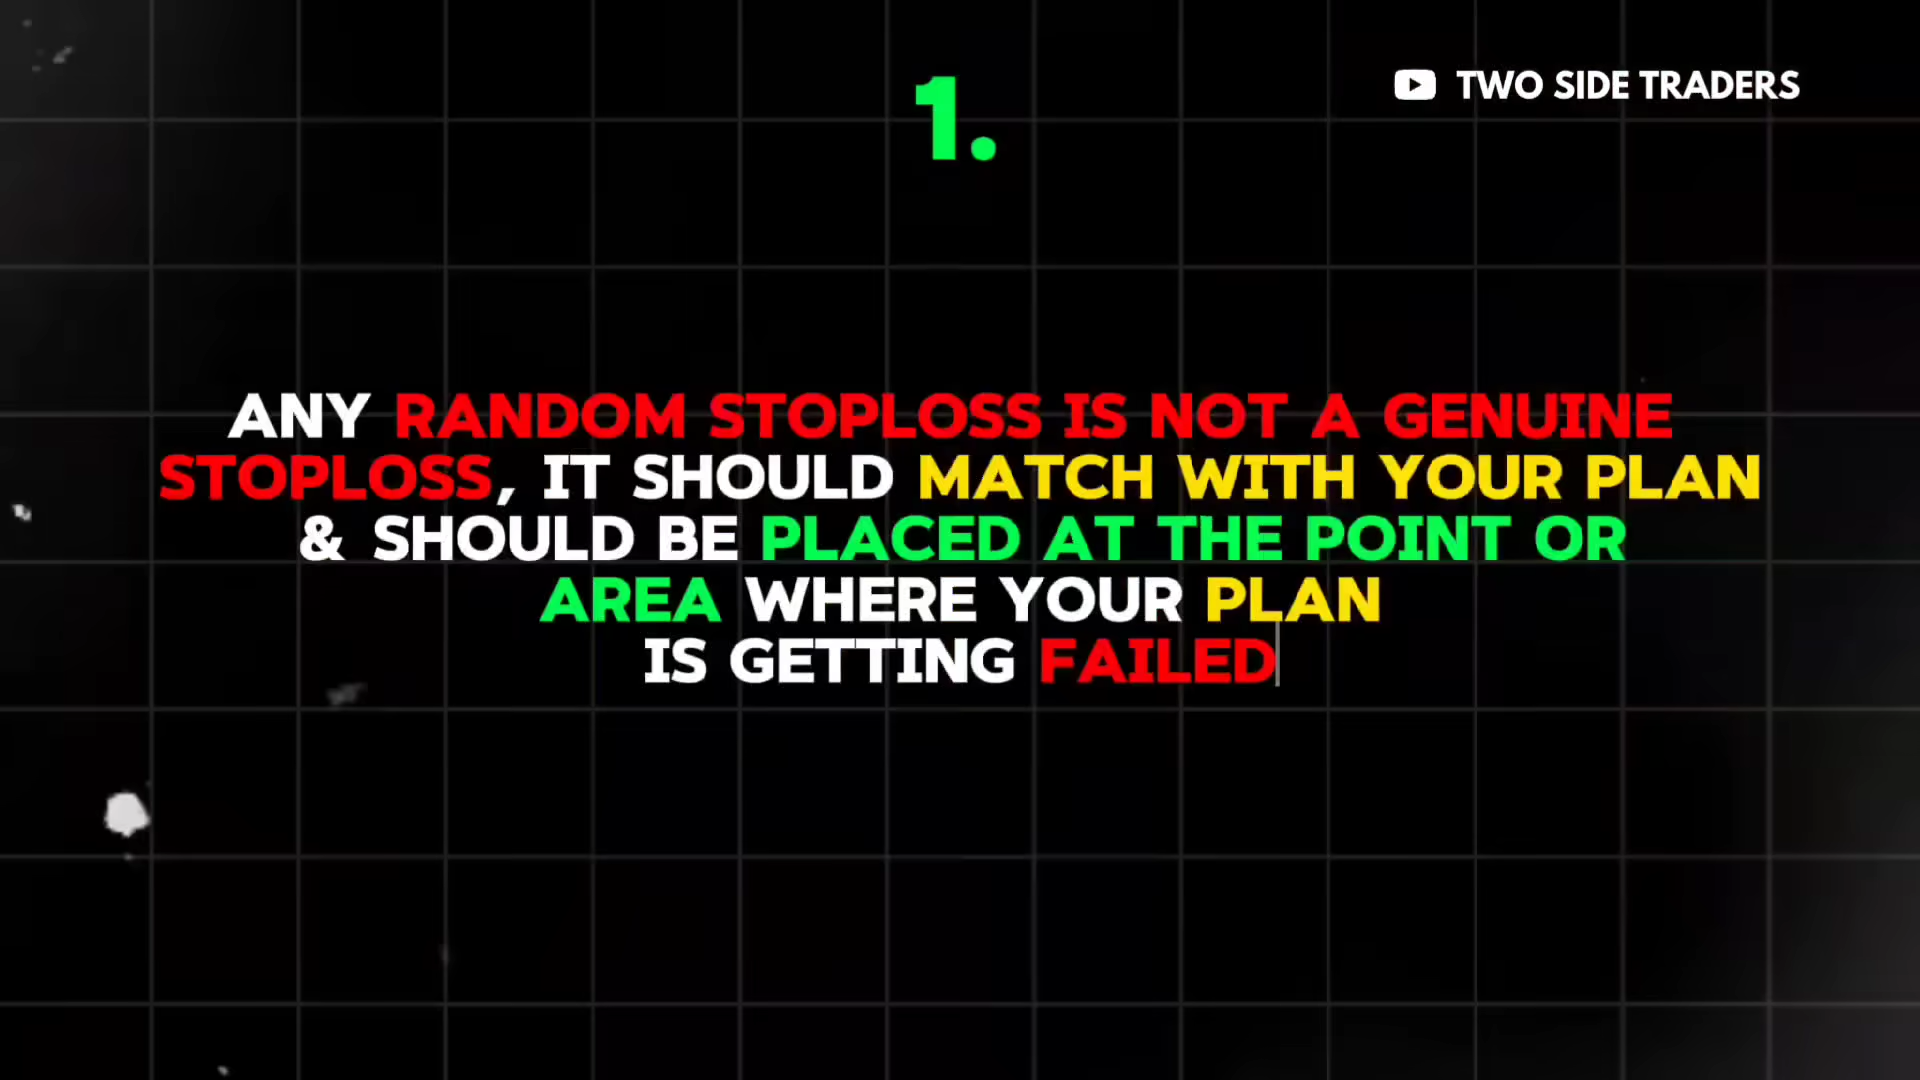 1.
TWO SIDE TRADERS
ANY RANDOM STOPLOSS IS NOT A GENUINE
STOPLOSS, IT SHOULD MATCH WITH YOUR PLAN
& SHOULD BE PLACED AT THE POINT OR
AREA WHERE YOUR PLAN
IS GETTING FAILED